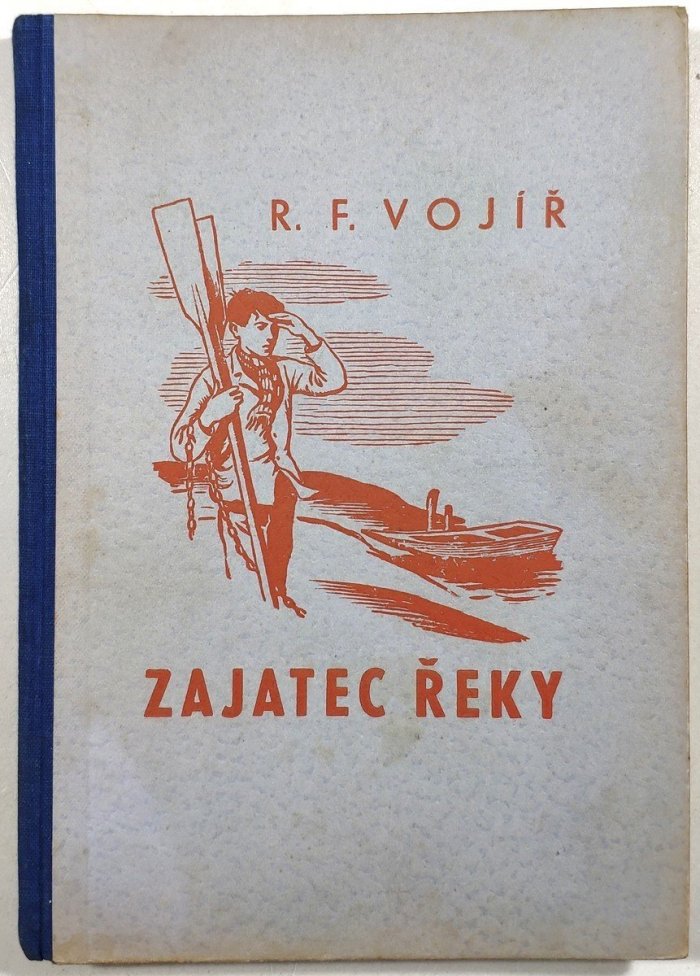 R. F. VOJÍŘ
ZAJATEC ŘEKY